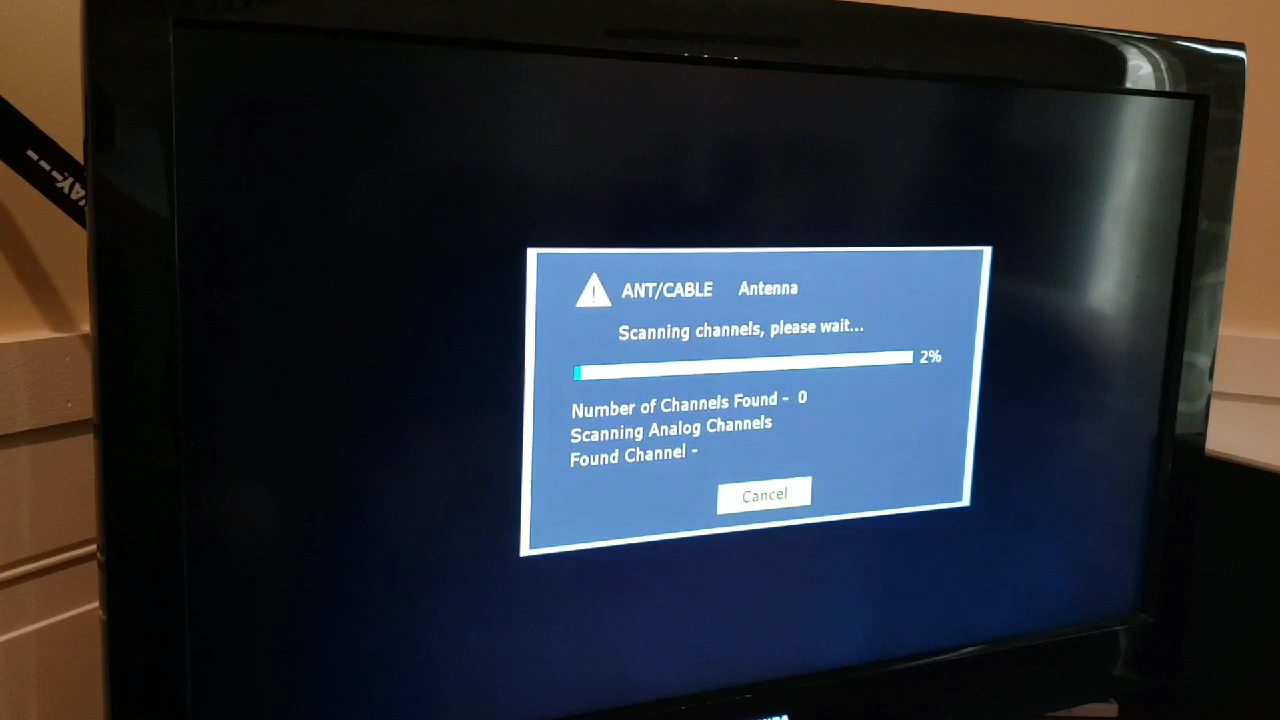 ANT/CABLE Antenna
Scanning channels, please wait...
2%
Number of Channels Found - 0
Scanning Analog Channels
Found Channel -
Cancel